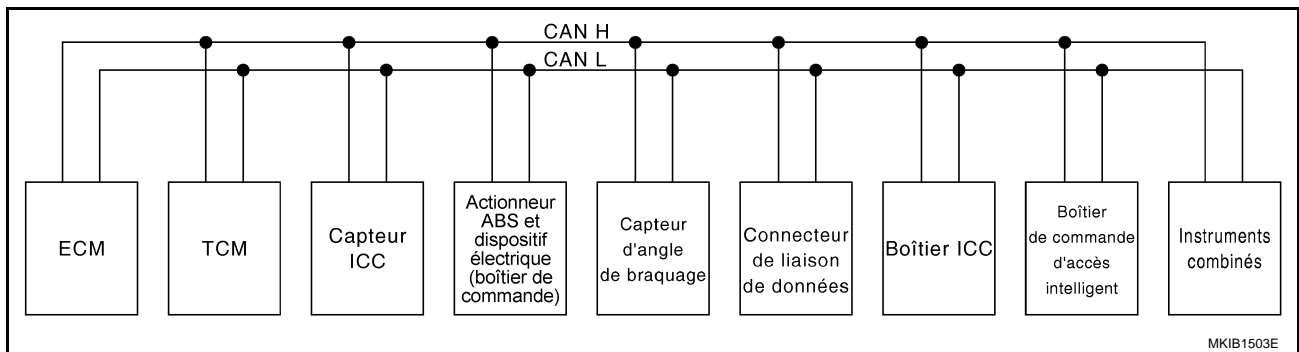 CAN H
CAN L
ECM
TCM
Capteur
ICC
Actionneur
ABS et
dispositif
électrique
(boîtier de
commande)
Capteur
d'angle
de braquage
Connecteur
de liaison
de données
Boîtier ICC
Boîtier
de commande
d'accès
intelligent
Instruments
combinés
MKIB1503E